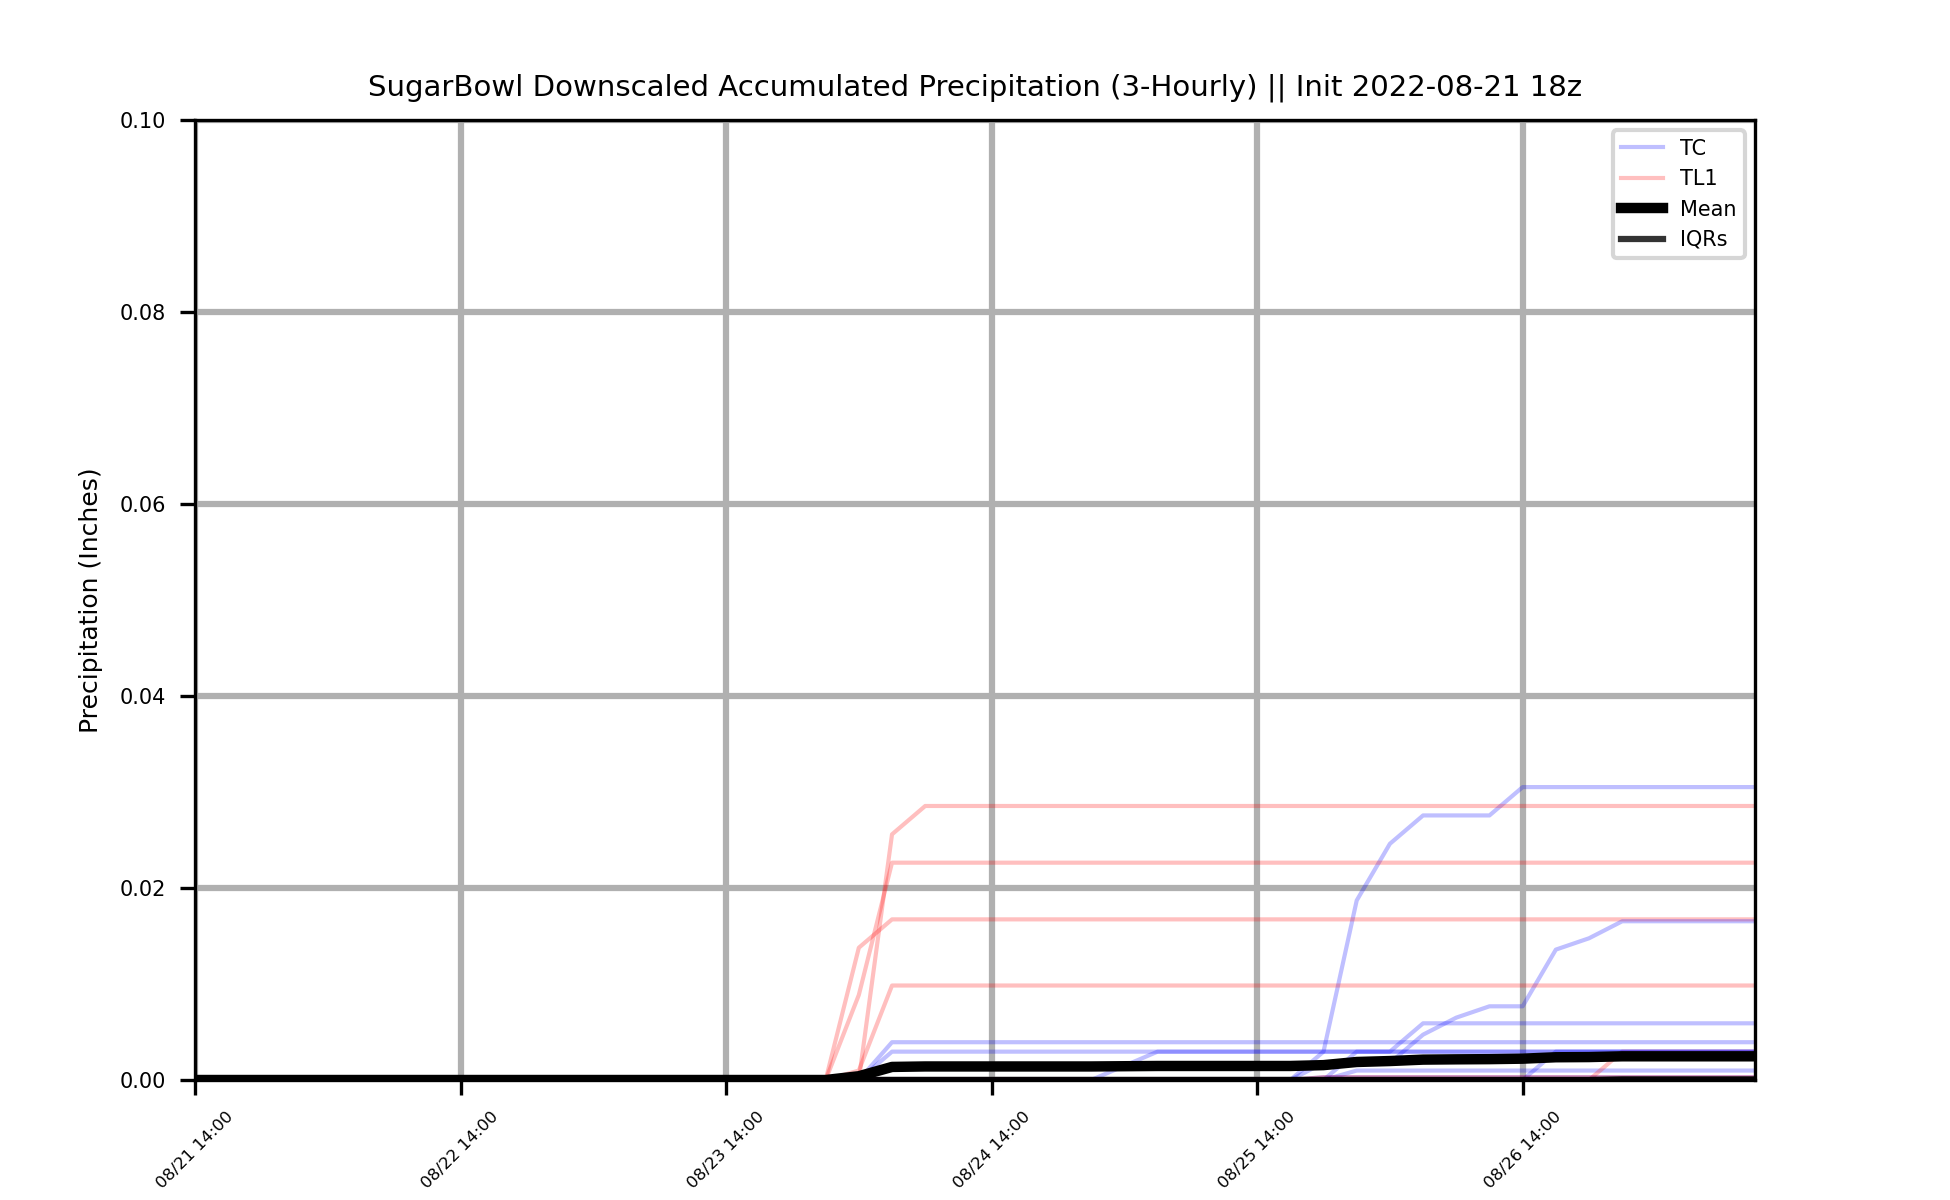 SugarBowl Downscaled Accumulated Precipitation (3-Hourly) || Init 2022-08-21 18z
TC
TL1
Mean
IQRs
Precipitation (Inches)
0.10
0.08
0.06
0.04
0.02
0.00
08/21 14:00
08/22 14:00
08/23 14:00
08/24 14:00
08/25 14:00
08/26 14:00